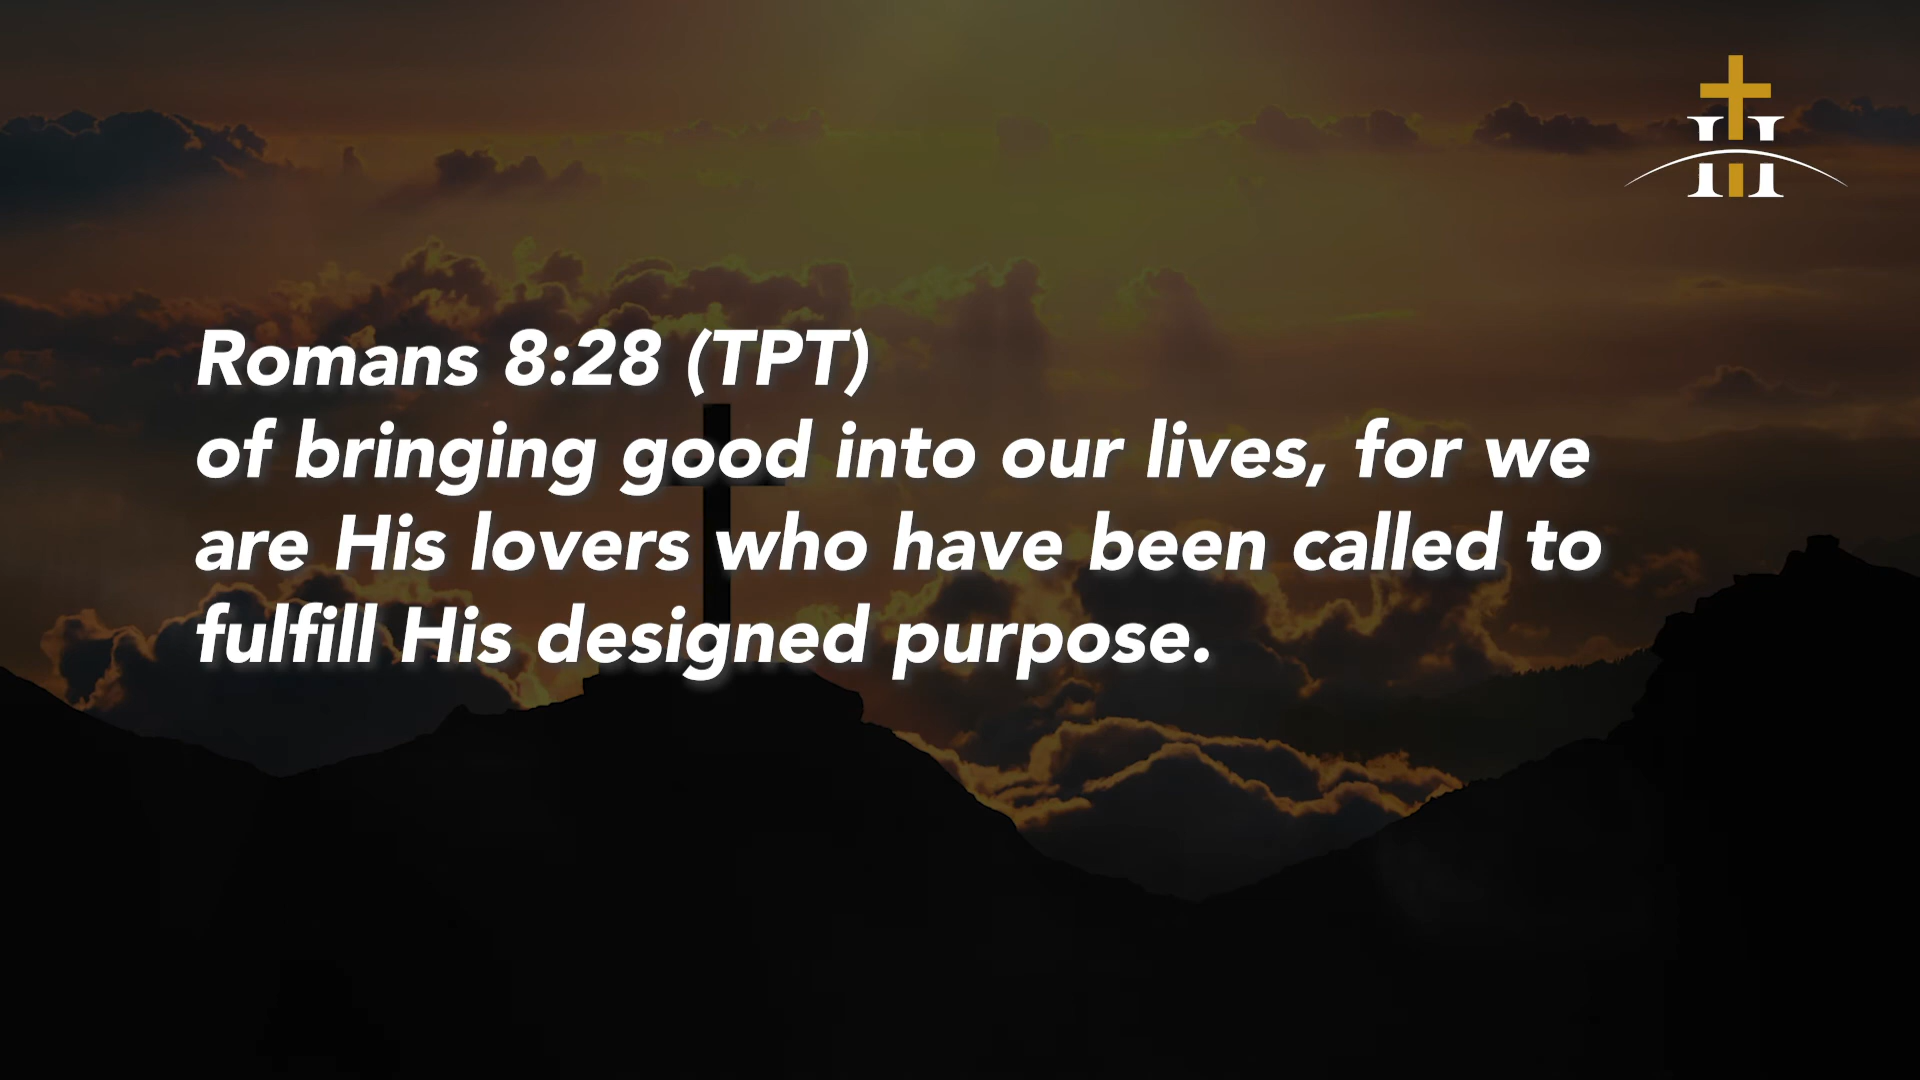 Romans 8:28 (TPT)
of bringing good into our lives, for we
are His lovers who have been called to
fulfill His designed purpose.